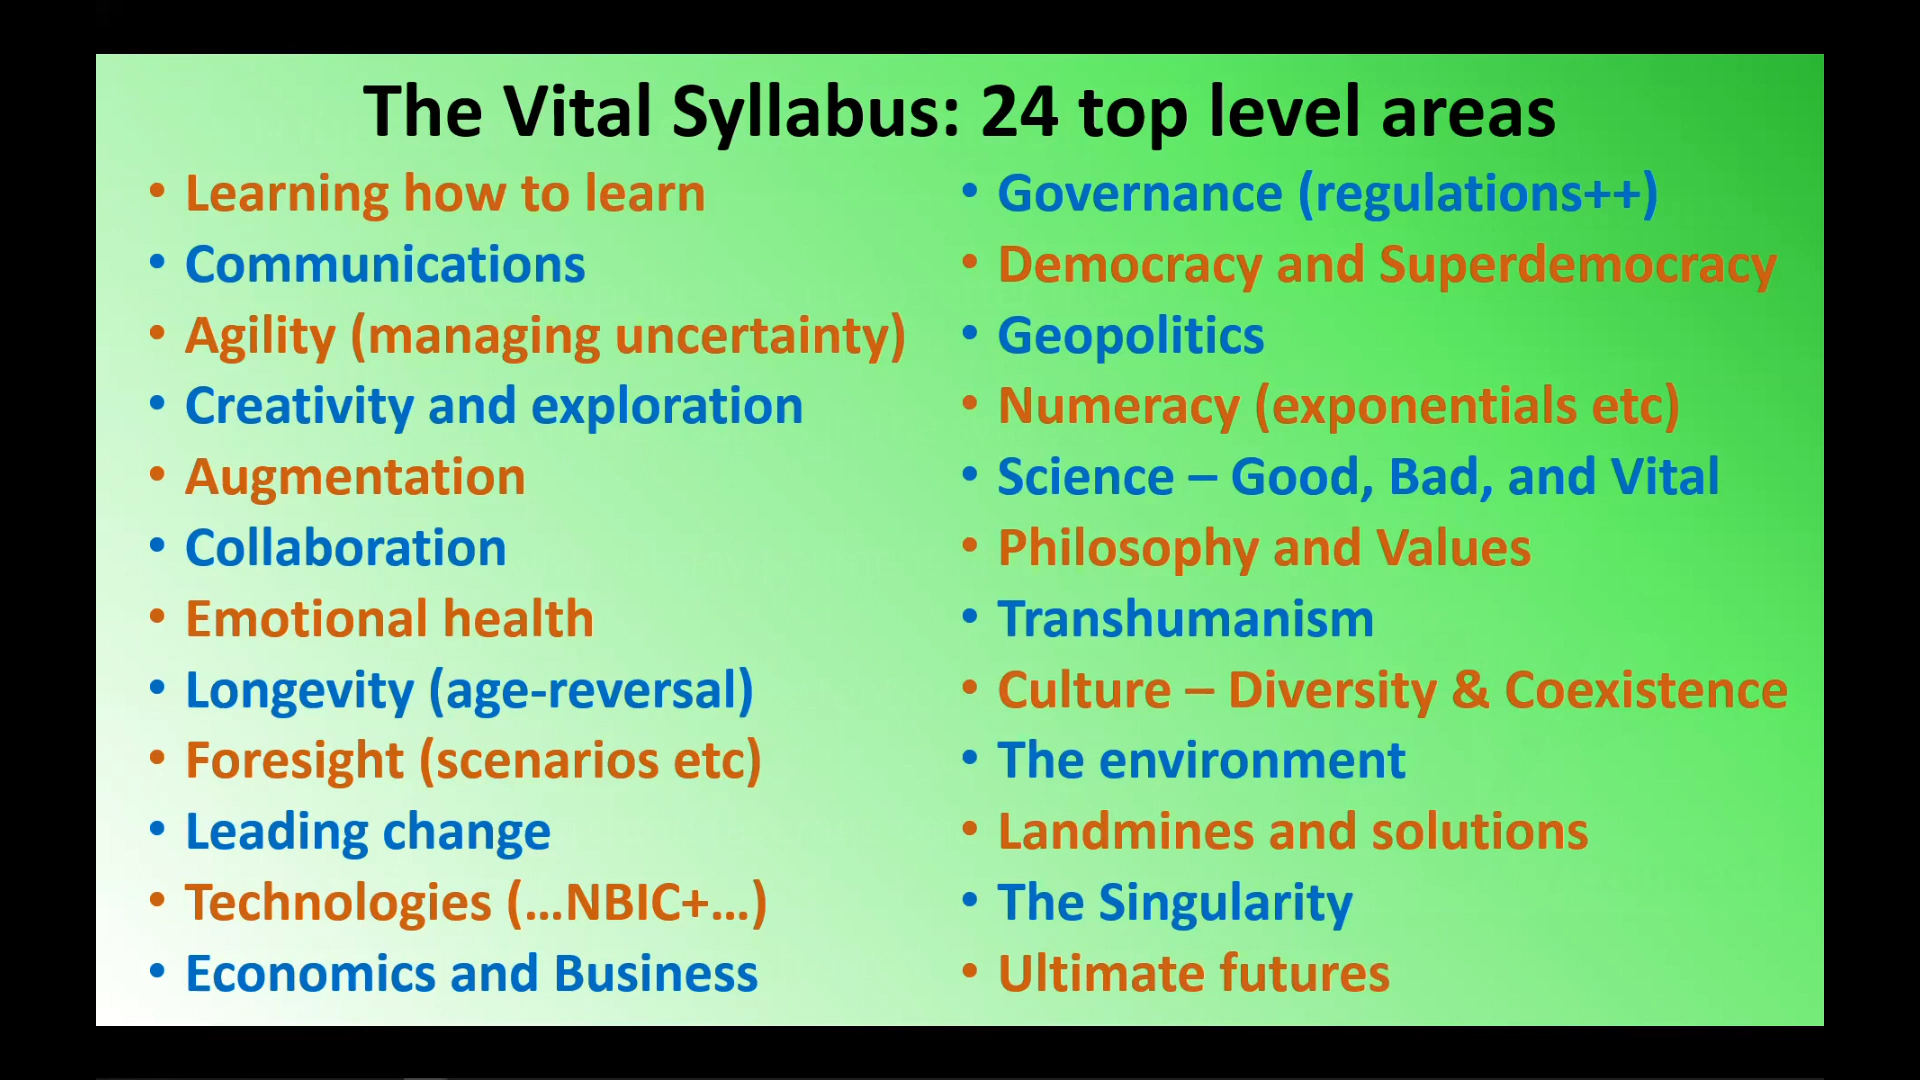 The Vital Syllabus: 24 top level areas
• Learning how to learn
• Communications
• Agility (managing uncertainty)
• Creativity and exploration
• Augmentation
• Collaboration
• Emotional health
• Longevity (age-reversal)
• Foresight (scenarios etc)
• Leading change
• Technologies (…NBIC+…)
• Economics and Business
• Governance (regulations++)
• Democracy and Superdemocracy
• Geopolitics
• Numeracy (exponentials etc)
• Science – Good, Bad, and Vital
• Philosophy and Values
• Transhumanism
• Culture – Diversity & Coexistence
• The environment
• Landmines and solutions
• The Singularity
• Ultimate futures